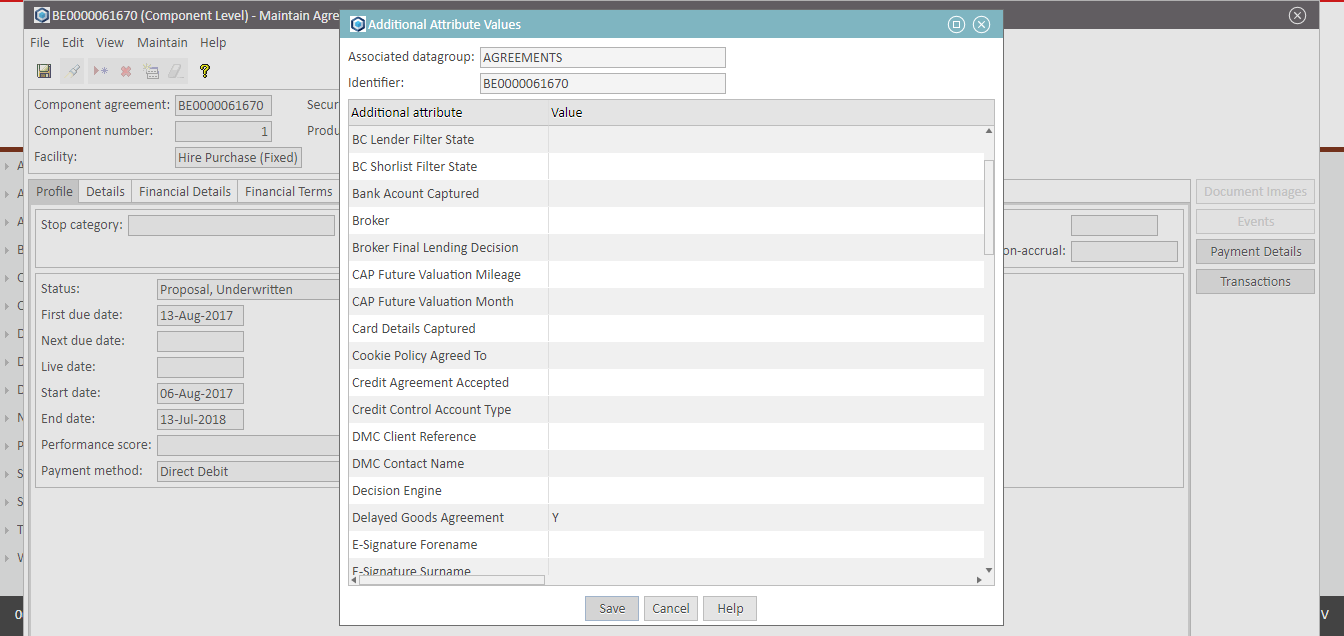 BE0000061670 (Component Level) - Maintain Agre
File Edit View Maintain Help
Component agreement: BE0000061670 Secur
Component number: 1 Produ
Facility: Hire Purchase (Fixed)
Profile Details Financial Details Financial Terms
Stop category:
Status: Proposal, Underwritten
First due date: 13-Aug-2017
Next due date:
Live date:
Start date: 06-Aug-2017
End date: 13-Jul-2018
Performance score:
Payment method: Direct Debit
Additional Attribute Values
Associated datagroup: AGREEMENTS
Identifier: BE0000061670
Additional attribute Value
BC Lender Filter State
BC Shorlist Filter State
Bank Acount Captured
Broker
Broker Final Lending Decision
CAP Future Valuation Mileage
CAP Future Valuation Month
Card Details Captured
Cookie Policy Agreed To
Credit Agreement Accepted
Credit Control Account Type
DMC Client Reference
DMC Contact Name
Decision Engine
Delayed Goods Agreement Y
E-Signature Forename
E-Signature Surname
Save Cancel Help
on-accrual:
Document Images
Events
Payment Details
Transactions